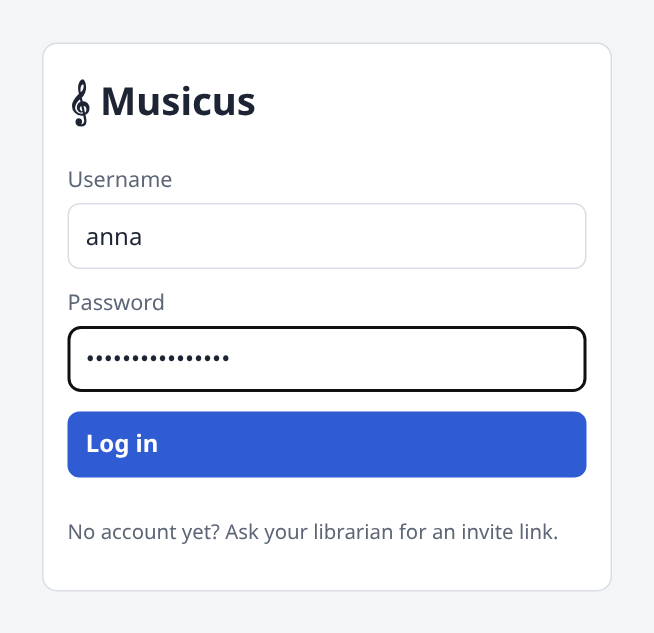 𝄞 Musicus
Username
anna
Password
••••••••••••••••
Log in
No account yet? Ask your librarian for an invite link.